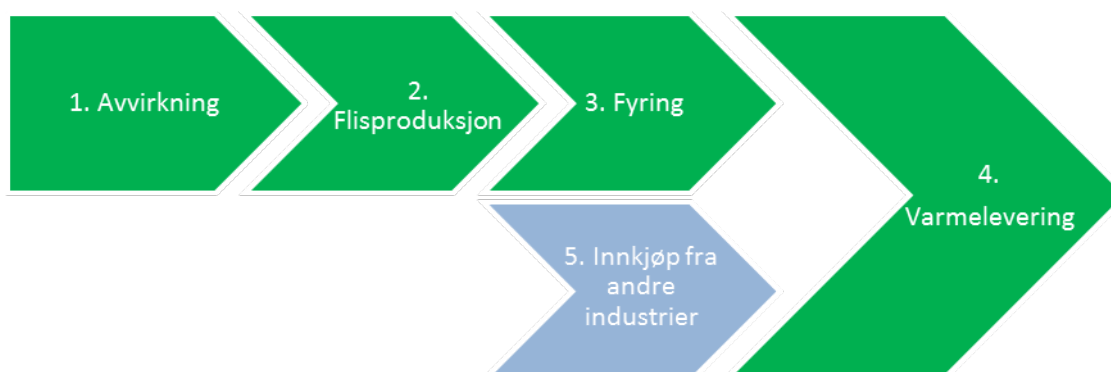 1. Avvirkning
2.
Flisproduksjon
3. Fyring
4.
Varmelevering
5. Innkjøp fra
andre
industrier